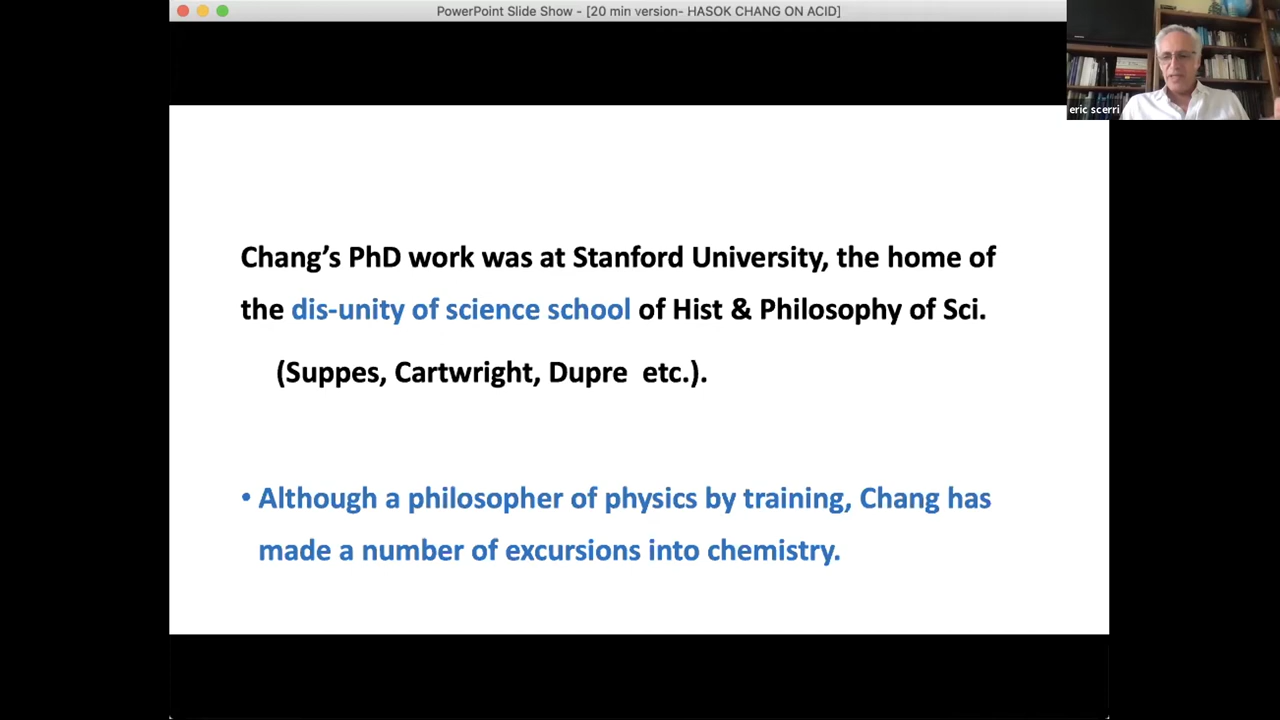 PowerPoint Slide Show - [20 min version- HASOK CHANG ON ACID]
eric scerri
Chang’s PhD work was at Stanford University, the home of
the dis-unity of science school of Hist & Philosophy of Sci.
(Suppes, Cartwright, Dupre  etc.).
• Although a philosopher of physics by training, Chang has
made a number of excursions into chemistry.